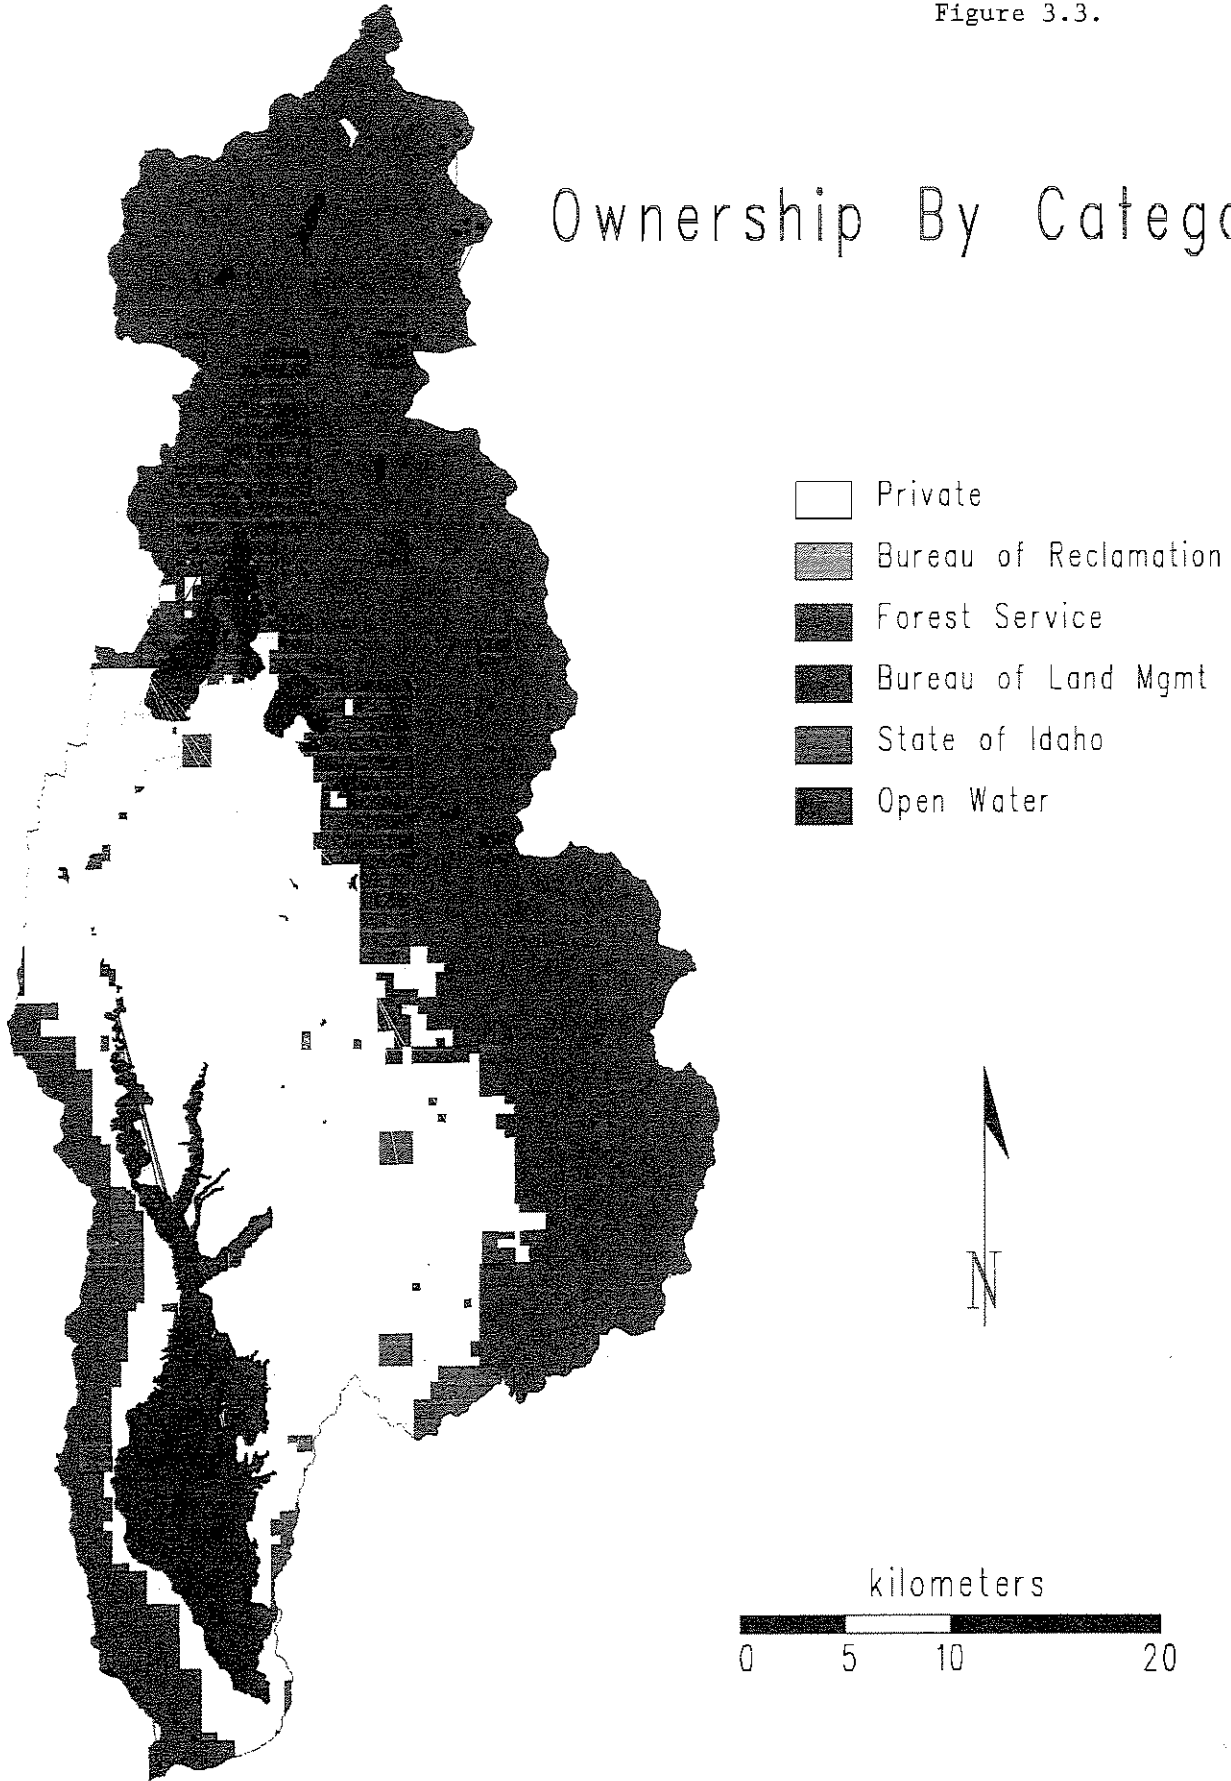 Figure 3.3.
Ownership By Catego
Private
Bureau of Reclamation
Forest Service
Bureau of Land Mgmt
State of Idaho
Open Water
N
kilometers
0 5 10 20